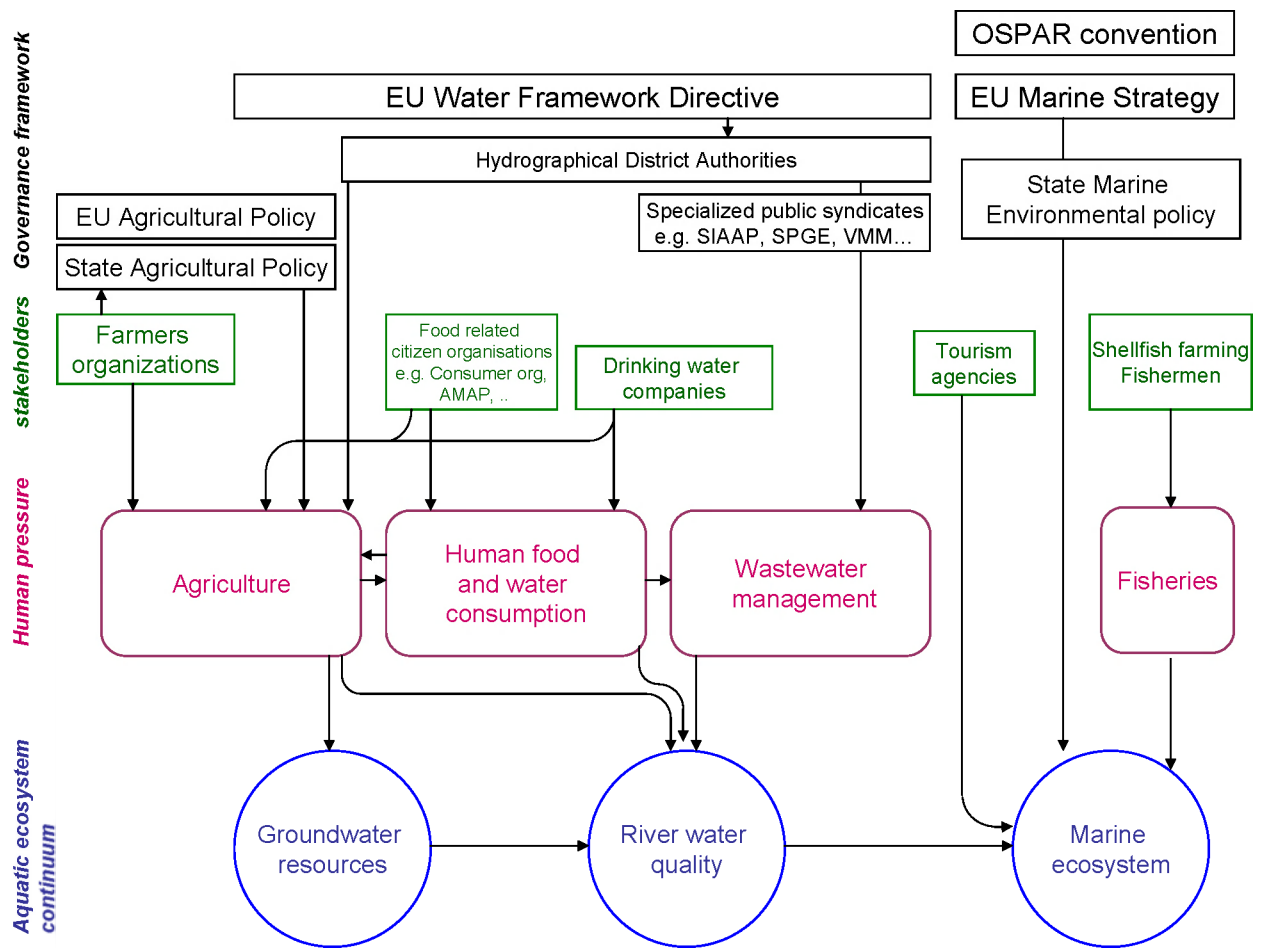 OSPAR convention
EU Water Framework Directive
EU Marine Strategy
Hydrographical District Authorities
State Marine
Environmental policy
EU Agricultural Policy
Specialized public syndicates
e.g. SIAAP, SPGE, VMM...
State Agricultural Policy
Governance framework
Farmers
organizations
Food related
citizen organisations
e.g. Consumer org,
AMAP, ..
Drinking water
companies
Tourism
agencies
Shellfish farming
Fishermen
stakeholders
Agriculture
Human food
and water
consumption
Wastewater
management
Fisheries
Human pressure
Groundwater
resources
River water
quality
Marine
ecosystem
Aquatic ecosystem
continuum